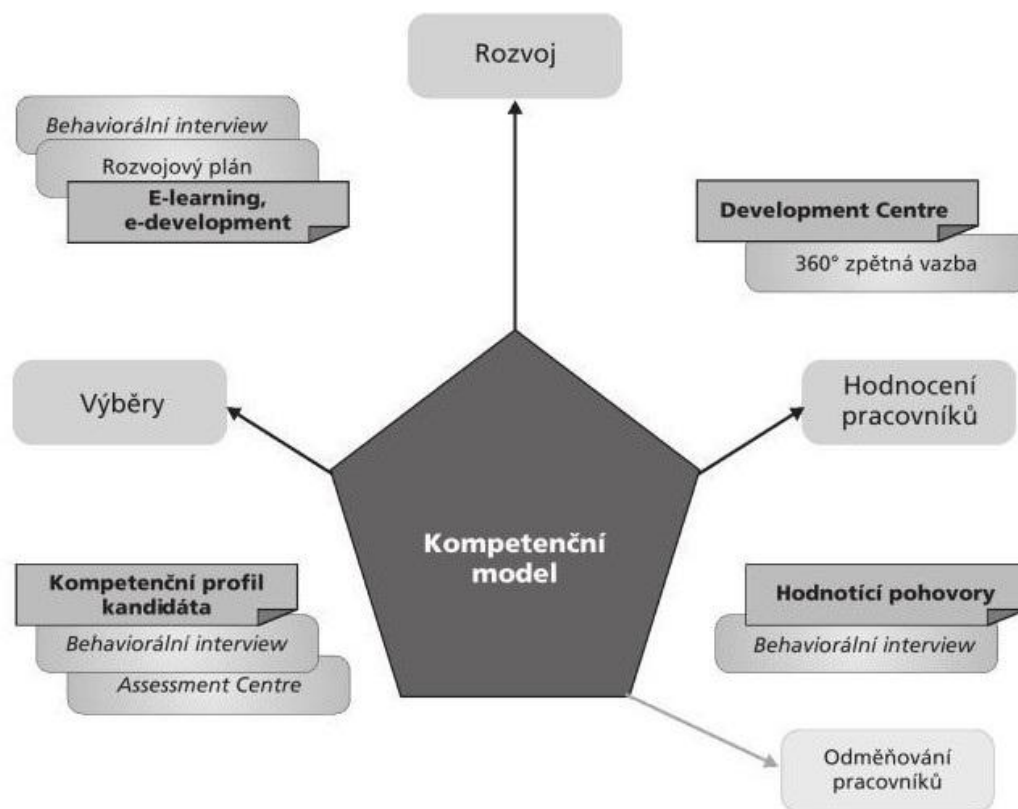 Rozvoj
Behaviorální interview
Rozvojový plán
E-learning,
e-development
Development Centre
360° zpětná vazba
Výběry
Hodnocení
pracovníků
Kompetenční
model
Kompetenční profil
kandidáta
Behaviorální interview
Assessment Centre
Hodnotící pohovory
Behaviorální interview
Odměňování
pracovníků